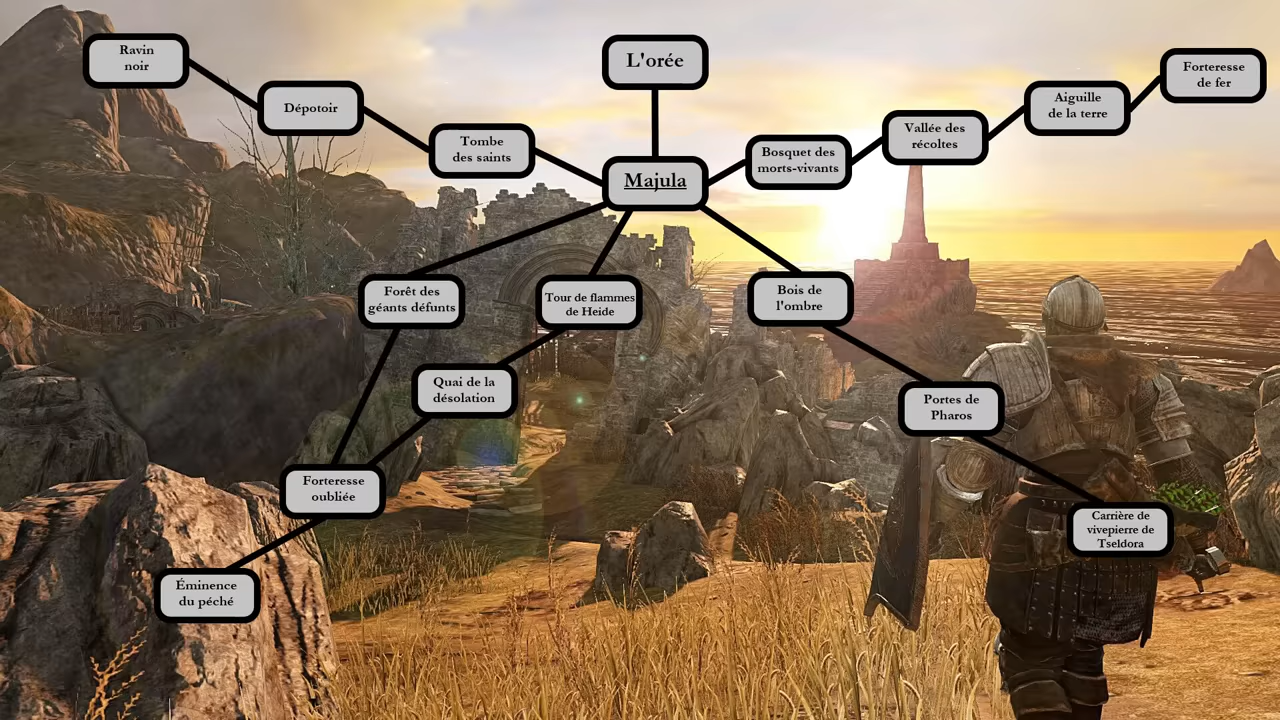 Ravin
noir
Dépotoir
Tombe
des saints
L'orée
Majula
Bosquet des
morts-vivants
Vallée des
récoltes
Aiguille
de la terre
Forteresse
de fer
Forêt des
géants défunts
Tour de flammes
de Heide
Bois de
l'ombre
Quai de la
désolation
Portes de
Pharos
Forteresse
oubliée
Carrière de
vivepierre de
Tseldora
Éminence
du péché